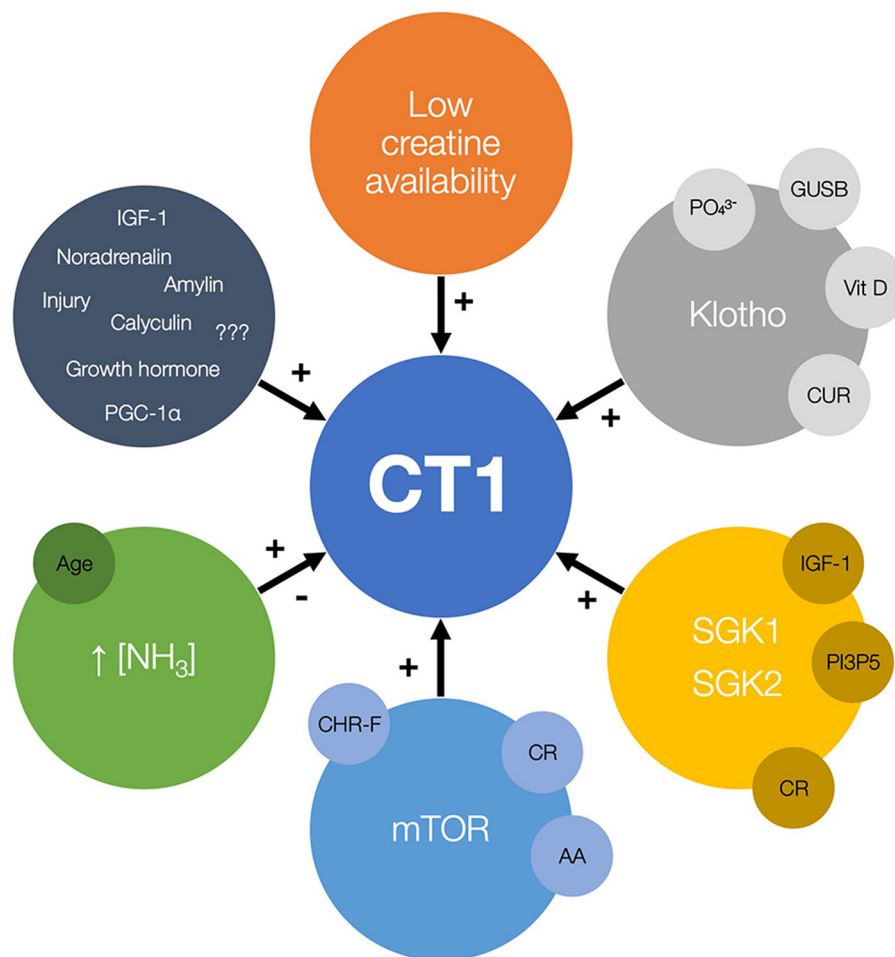 Low
creatine
availability
+
IGF-1
Noradrenalin
Amylin
Injury
Calyculin
???
Growth hormone
PGC-1α
+
PO₄³⁻
GUSB
Vit D
Klotho
CUR
+
CT1
Age
↑ [NH₃]
+
-
IGF-1
SGK1
SGK2
PI3P5
CR
+
+
CHR-F
CR
mTOR
AA